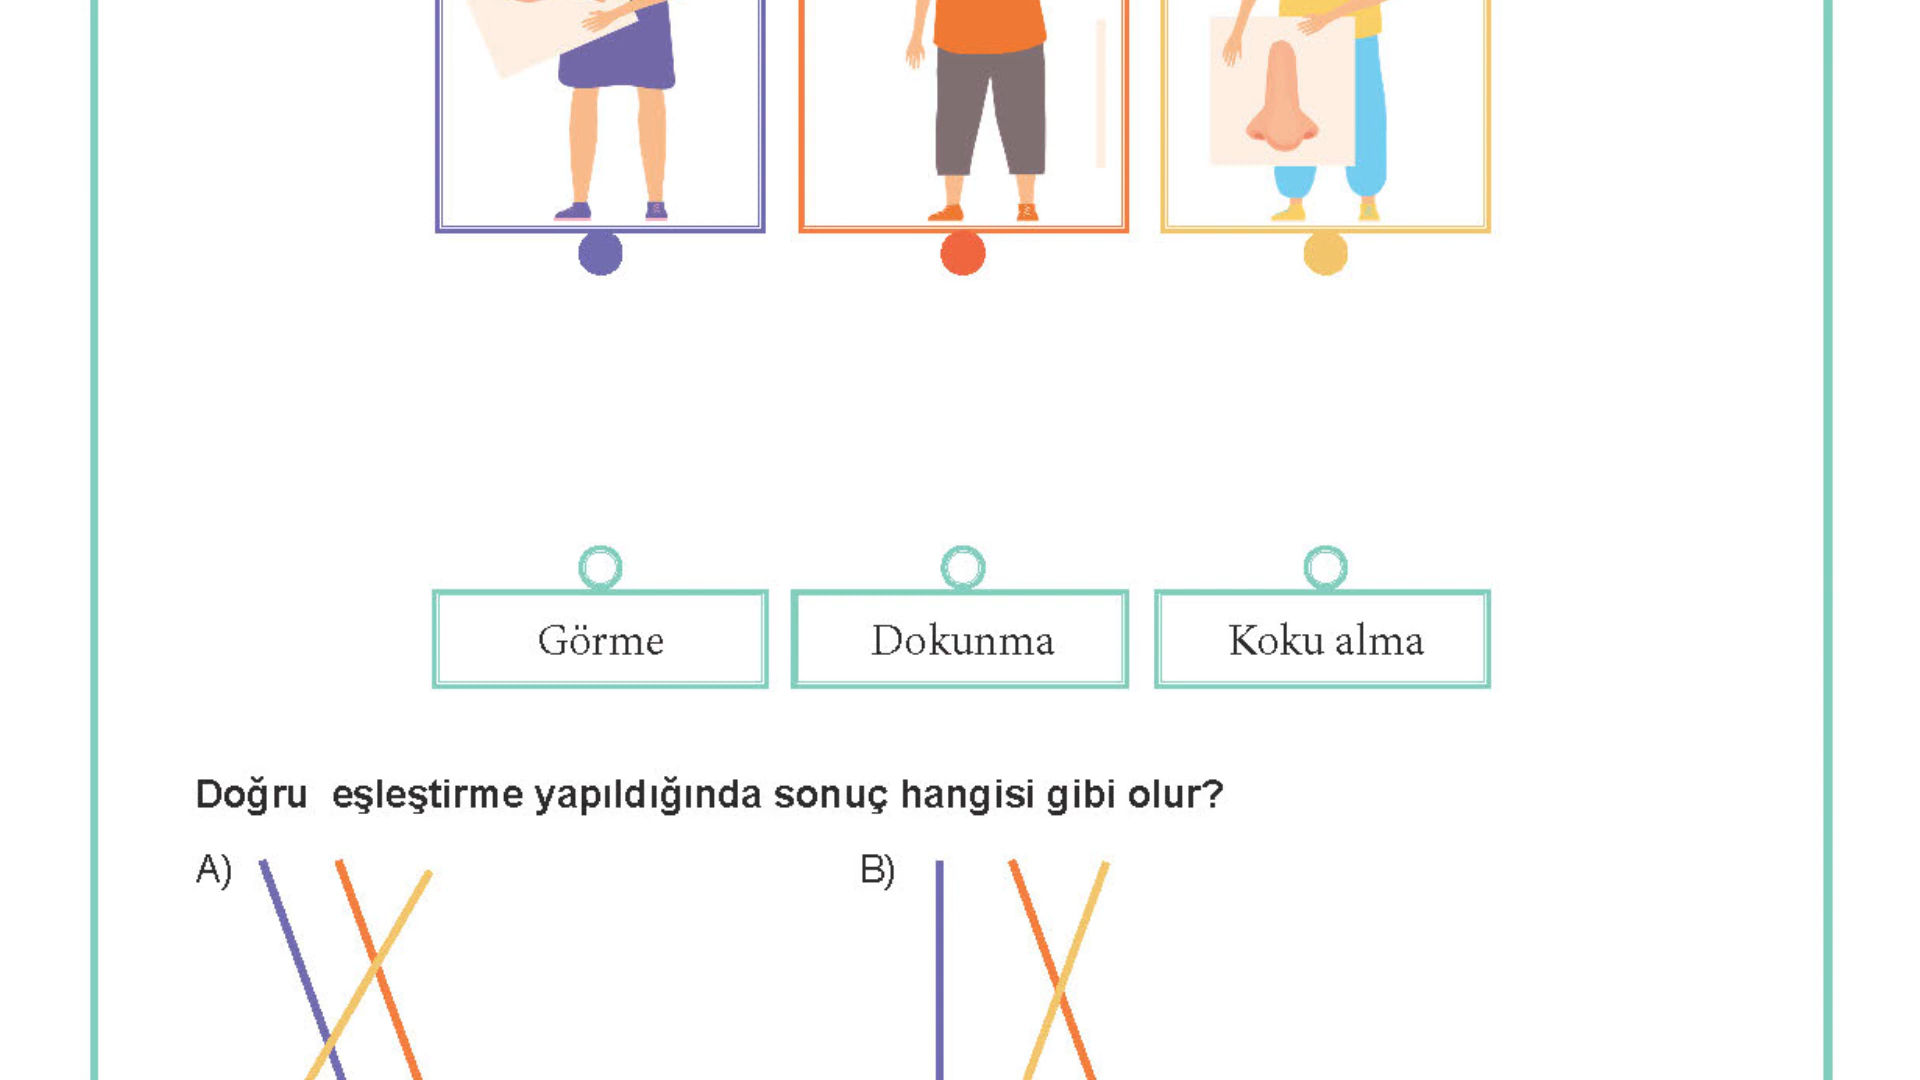 Görme
Dokunma
Koku alma
Doğru eşleştirme yapıldığında sonuç hangisi gibi olur?
A)
B)